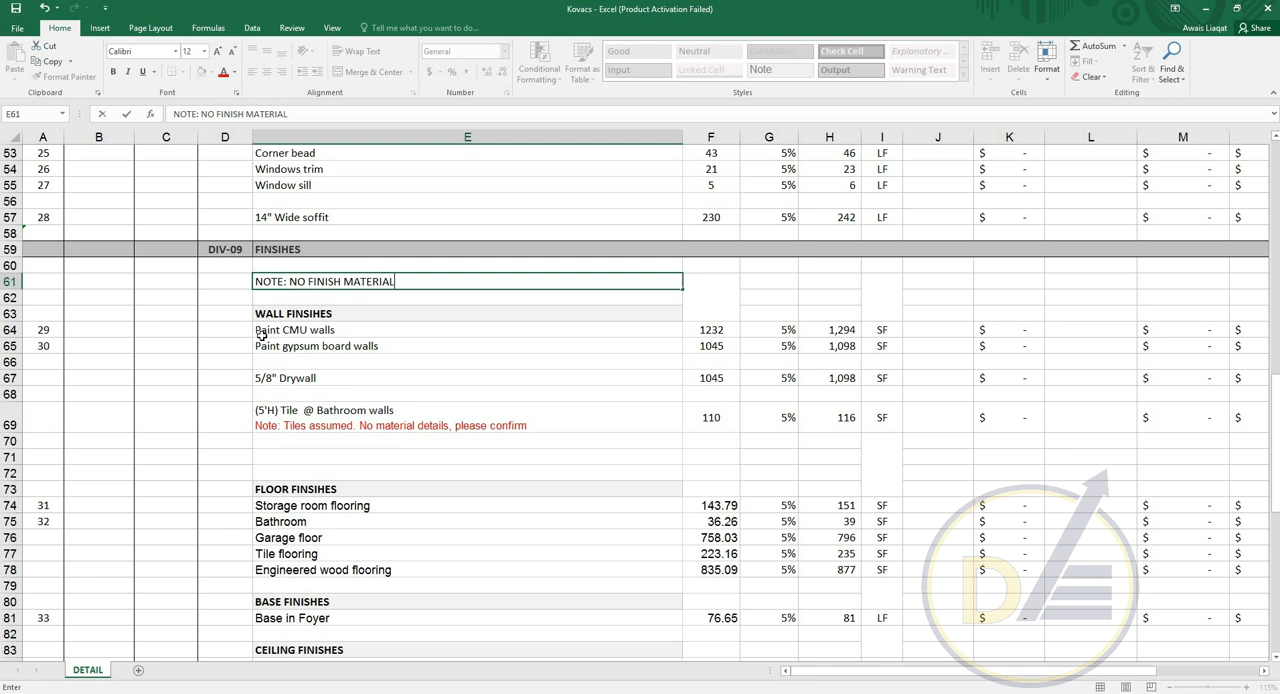 Kovacs - Excel (Product Activation Failed)
File Home Insert Page Layout Formulas Data Review View Tell me what you want to do... Awais Liaqat Share
Paste Cut Copy Format Painter Clipboard
Calibri 12 A A B I U A Font
Wrap Text Merge & Center Alignment
General $ % , Number
Conditional Formatting Format as Table
Good Neutral Calculation Check Cell Explanatory ...
Input Linked Cell Note Output Warning Text
Styles
Insert Delete Format Cells
AutoSum Fill Clear Sort & Filter Find & Select Editing
E61 fx NOTE: NO FINISH MATERIAL
A B C D E F G H I J K L M
53 25 Corner bead 43 5% 46 LF $ - $ - $
54 26 Windows trim 21 5% 23 LF $ - $ - $
55 27 Window sill 5 5% 6 LF $ - $ - $
56
57 28 14" Wide soffit 230 5% 242 LF $ - $ - $
58
59 DIV-09 FINSIHES
60
61 NOTE: NO FINISH MATERIAL
62
63 WALL FINSIHES
64 29 Paint CMU walls 1232 5% 1,294 SF $ - $ - $
65 30 Paint gypsum board walls 1045 5% 1,098 SF $ - $ - $
66
67 5/8" Drywall 1045 5% 1,098 SF $ - $ - $
68
69 (5'H) Tile @ Bathroom walls 110 5% 116 SF $ - $ - $
Note: Tiles assumed. No material details, please confirm
70
71
72
73 FLOOR FINSIHES
74 31 Storage room flooring 143.79 5% 151 SF $ - $ - $
75 32 Bathroom 36.26 5% 39 SF $ - $ - $
76 Garage floor 758.03 5% 796 SF $ - $ - $
77 Tile flooring 223.16 5% 235 SF $ - $ - $
78 Engineered wood flooring 835.09 5% 877 SF $ - $ - $
79
80 BASE FINISHES
81 33 Base in Foyer 76.65 5% 81 LF $ - $ - $
82
83 CEILING FINISHES
D
DETAIL
Enter 115%